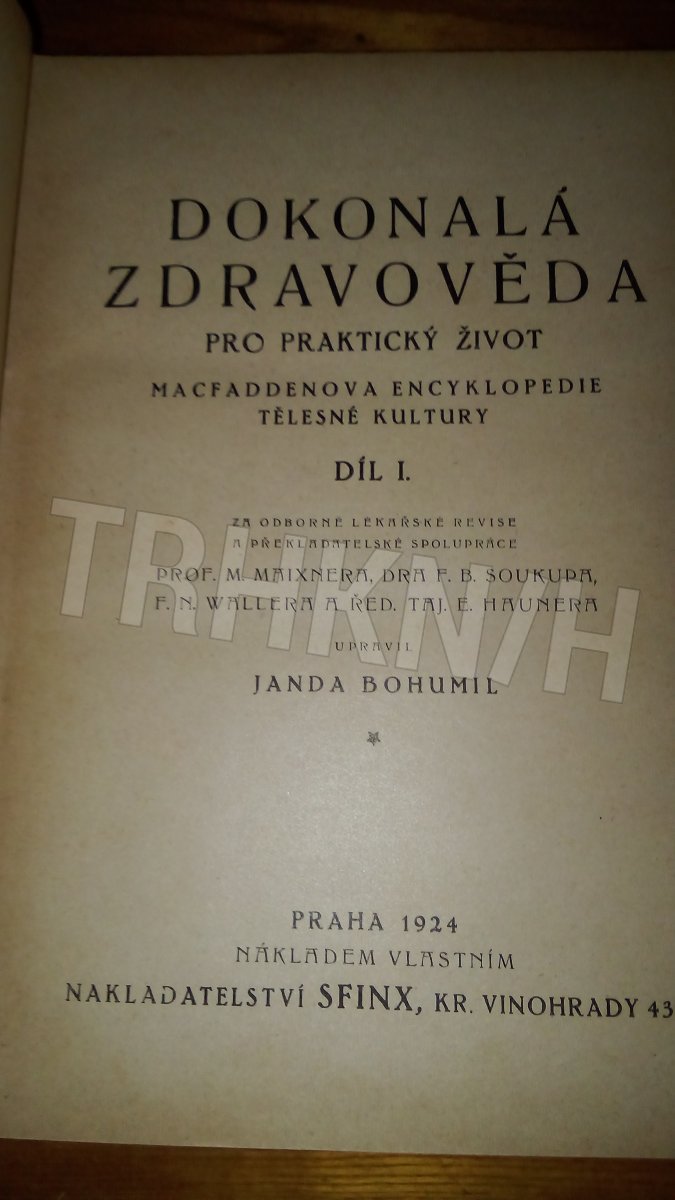 DOKONALÁ
ZDRAVOVĚDA
PRO PRAKTICKÝ ŽIVOT
MACFADDENOVA ENCYKLOPEDIE
TĚLESNÉ KULTURY
DÍL I.
ZA ODBORNÉ LÉKAŘSKÉ REVISE
A PŘEKLADATELSKÉ SPOLUPRÁCE
PROF. M. MAIXNERA, DRA F. B. SOUKUPA,
F. N. WALLERA A ŘED. TAJ. E. HAUNERA
UPRAVIL
JANDA BOHUMIL
PRAHA 1924
NÁKLADEM VLASTNÍM
NAKLADATELSTVÍ SFINX, KR. VINOHRADY 43